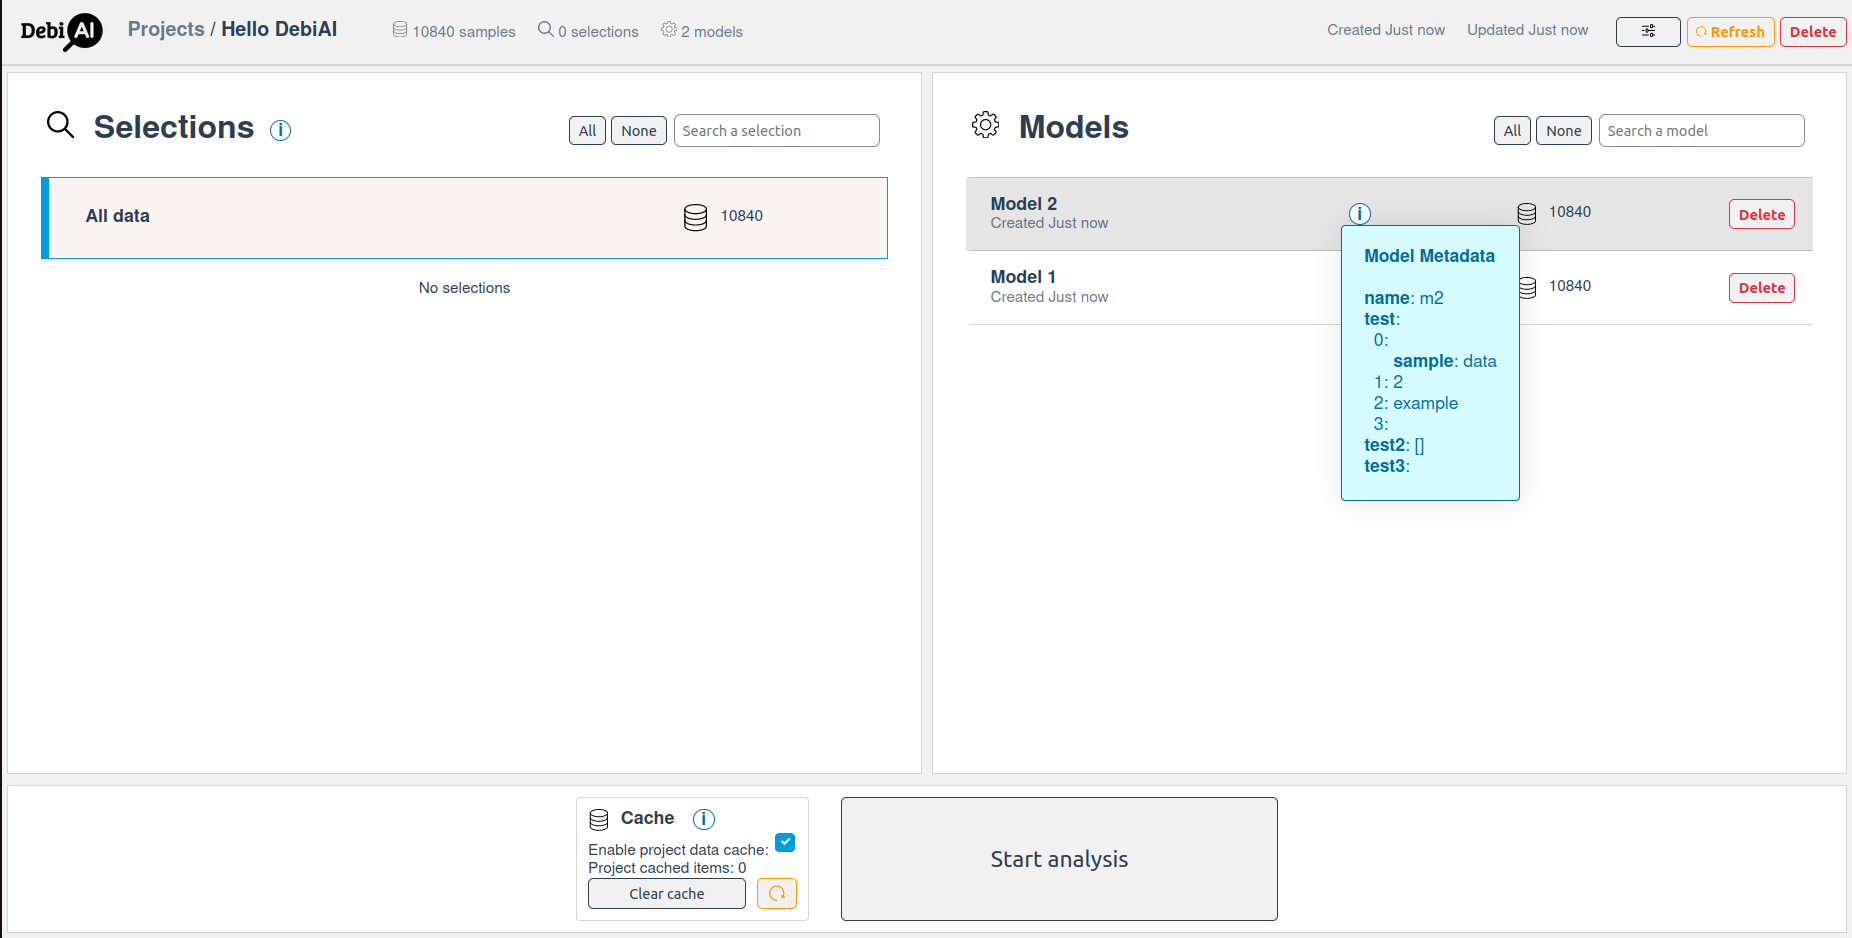 Debi AI
Projects / Hello DebiAI
10840 samples
0 selections
2 models
Created Just now
Updated Just now
Refresh
Delete
Selections
i
All
None
Search a selection
All data
10840
No selections
Models
All
None
Search a model
Model 2
Created Just now
i
10840
Delete
Model 1
Created Just now
10840
Delete
Model Metadata
name: m2
test:
0:
sample: data
1: 2
2: example
3:
test2: []
test3:
Cache
i
Enable project data cache:
Project cached items: 0
Clear cache
Start analysis